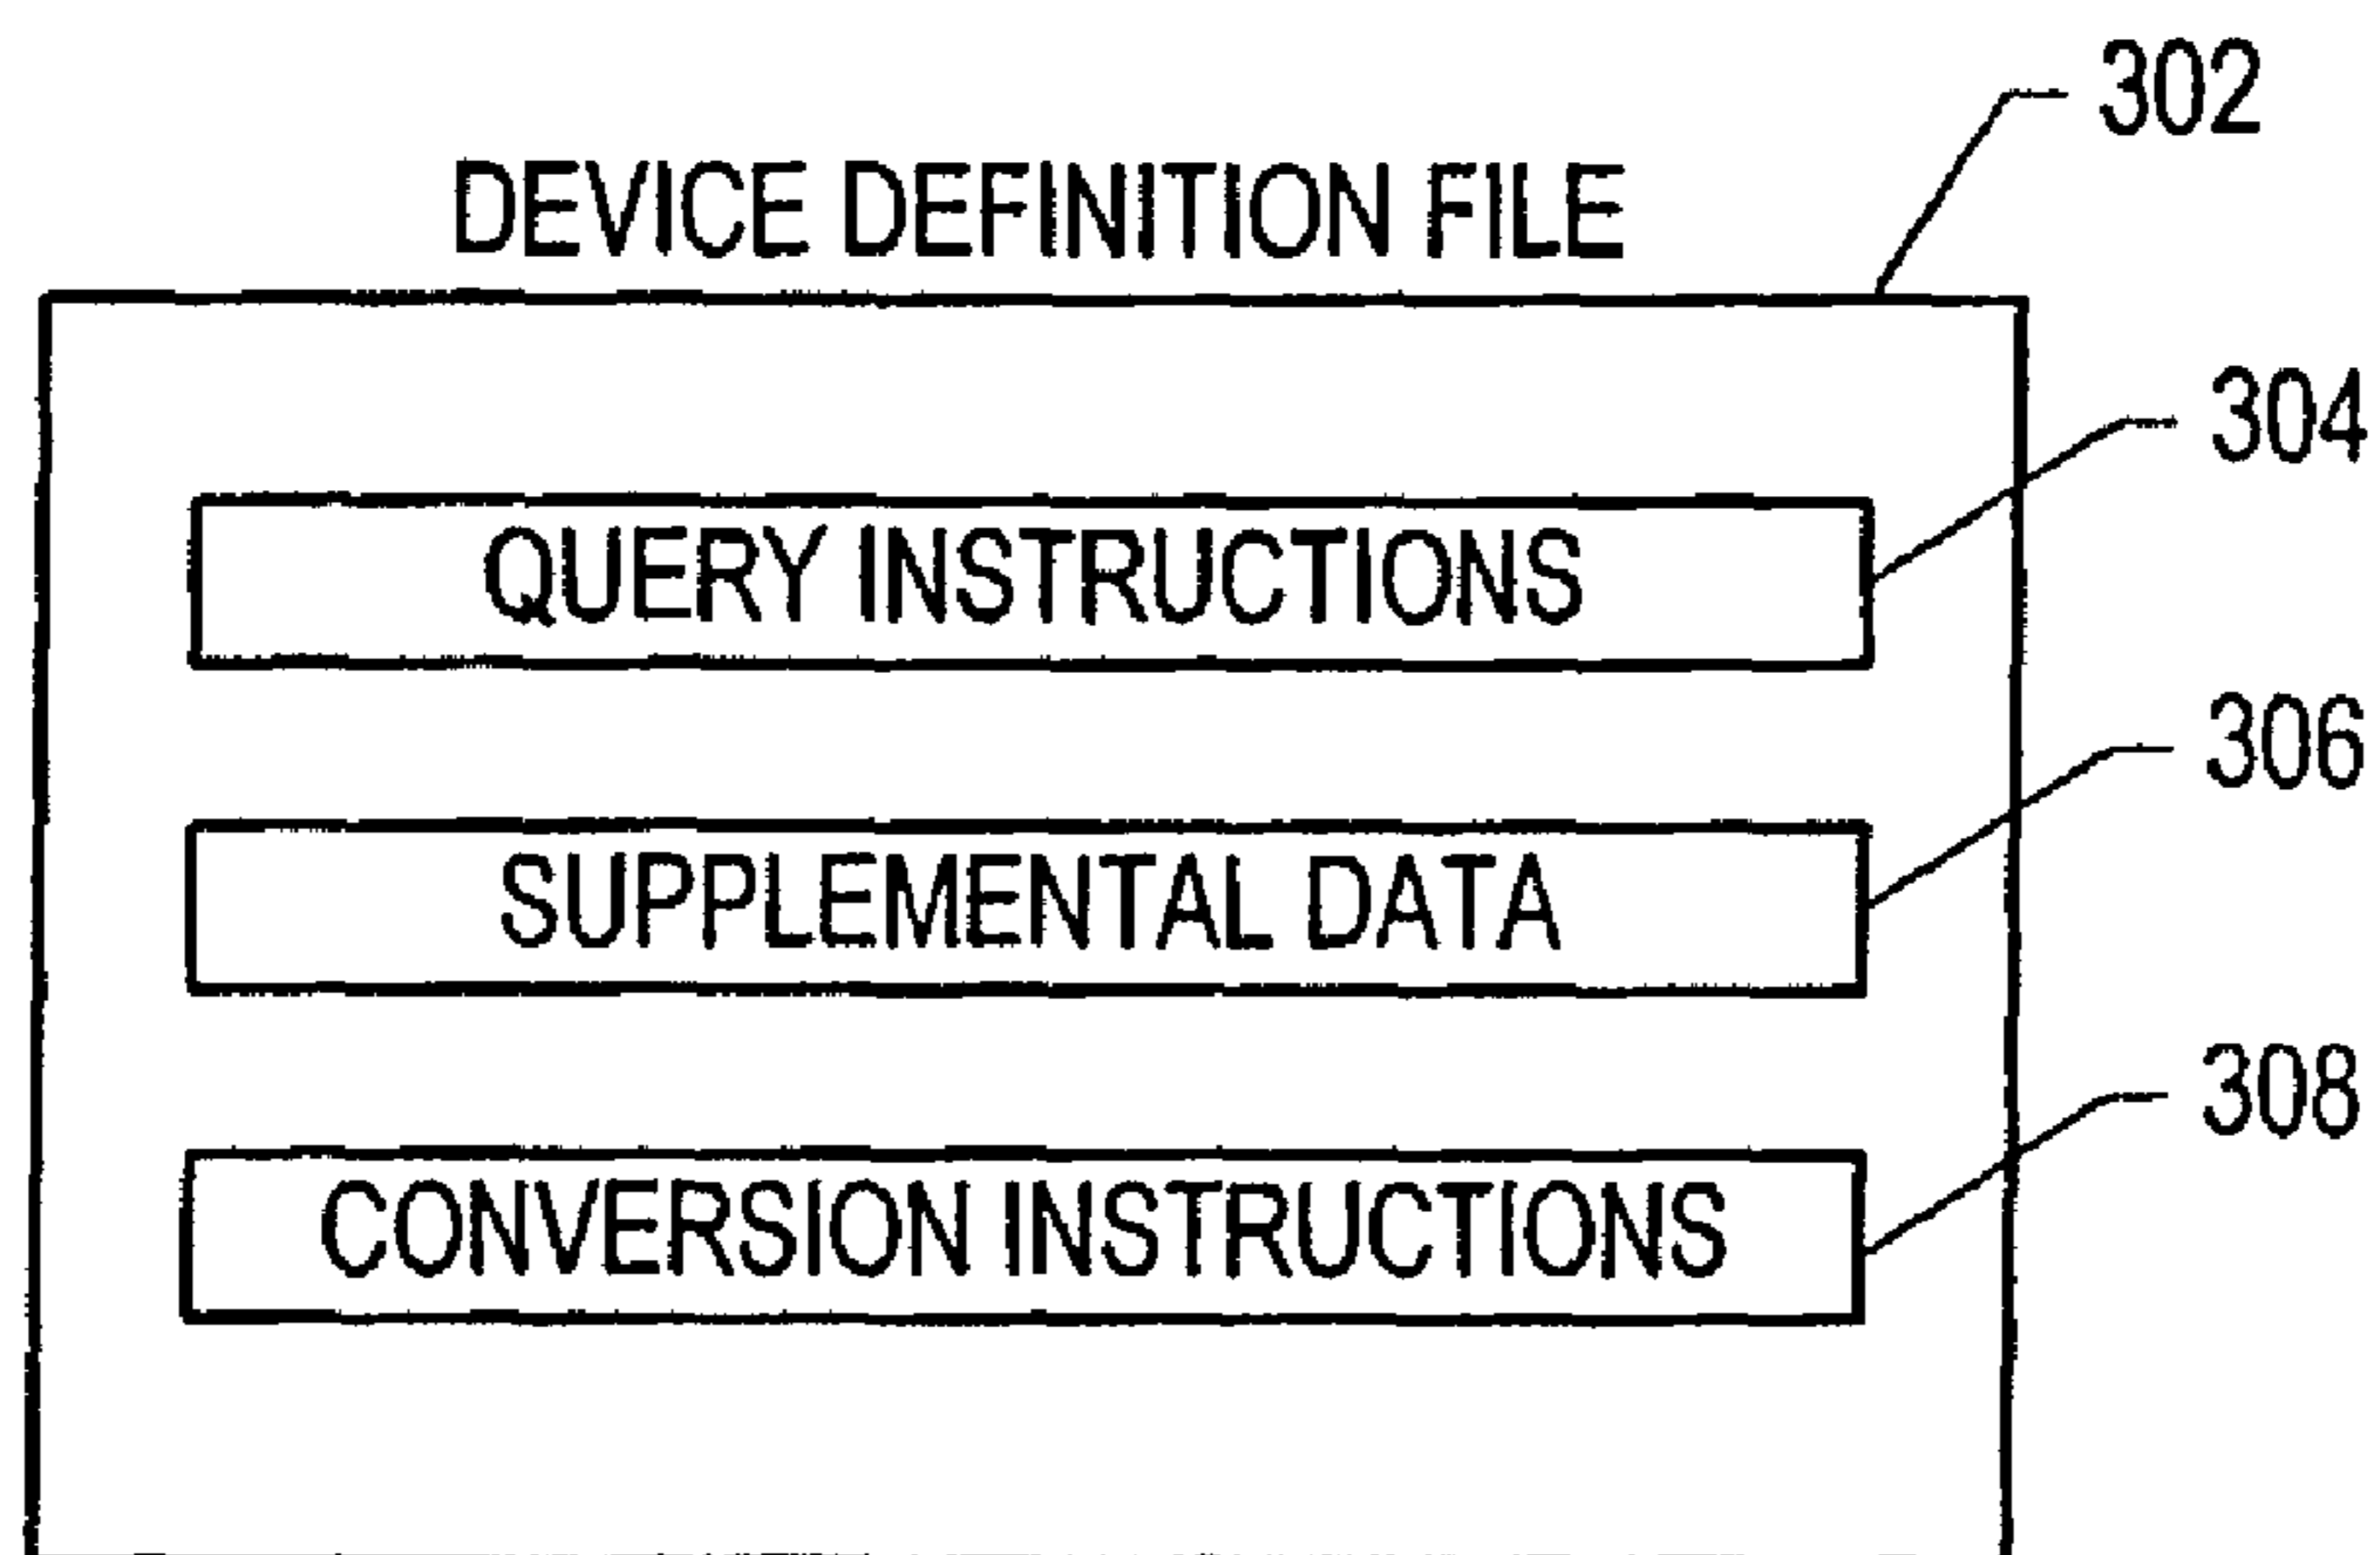 302
DEVICE DEFINITION FILE
304
QUERY INSTRUCTIONS
306
SUPPLEMENTAL DATA
308
CONVERSION INSTRUCTIONS